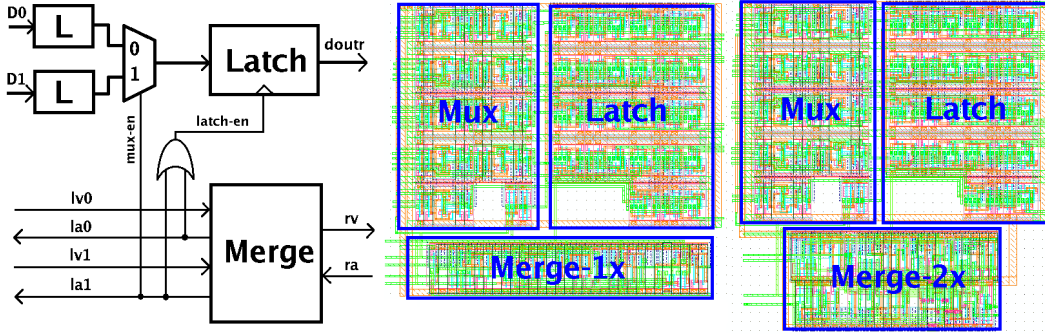 D0
L
0
1
Latch
doutr
D1
L
mux-en
latch-en
lv0
la0
lv1
la1
Merge
rv
ra
Mux
Latch
Merge-1x
Mux
Latch
Merge-2x